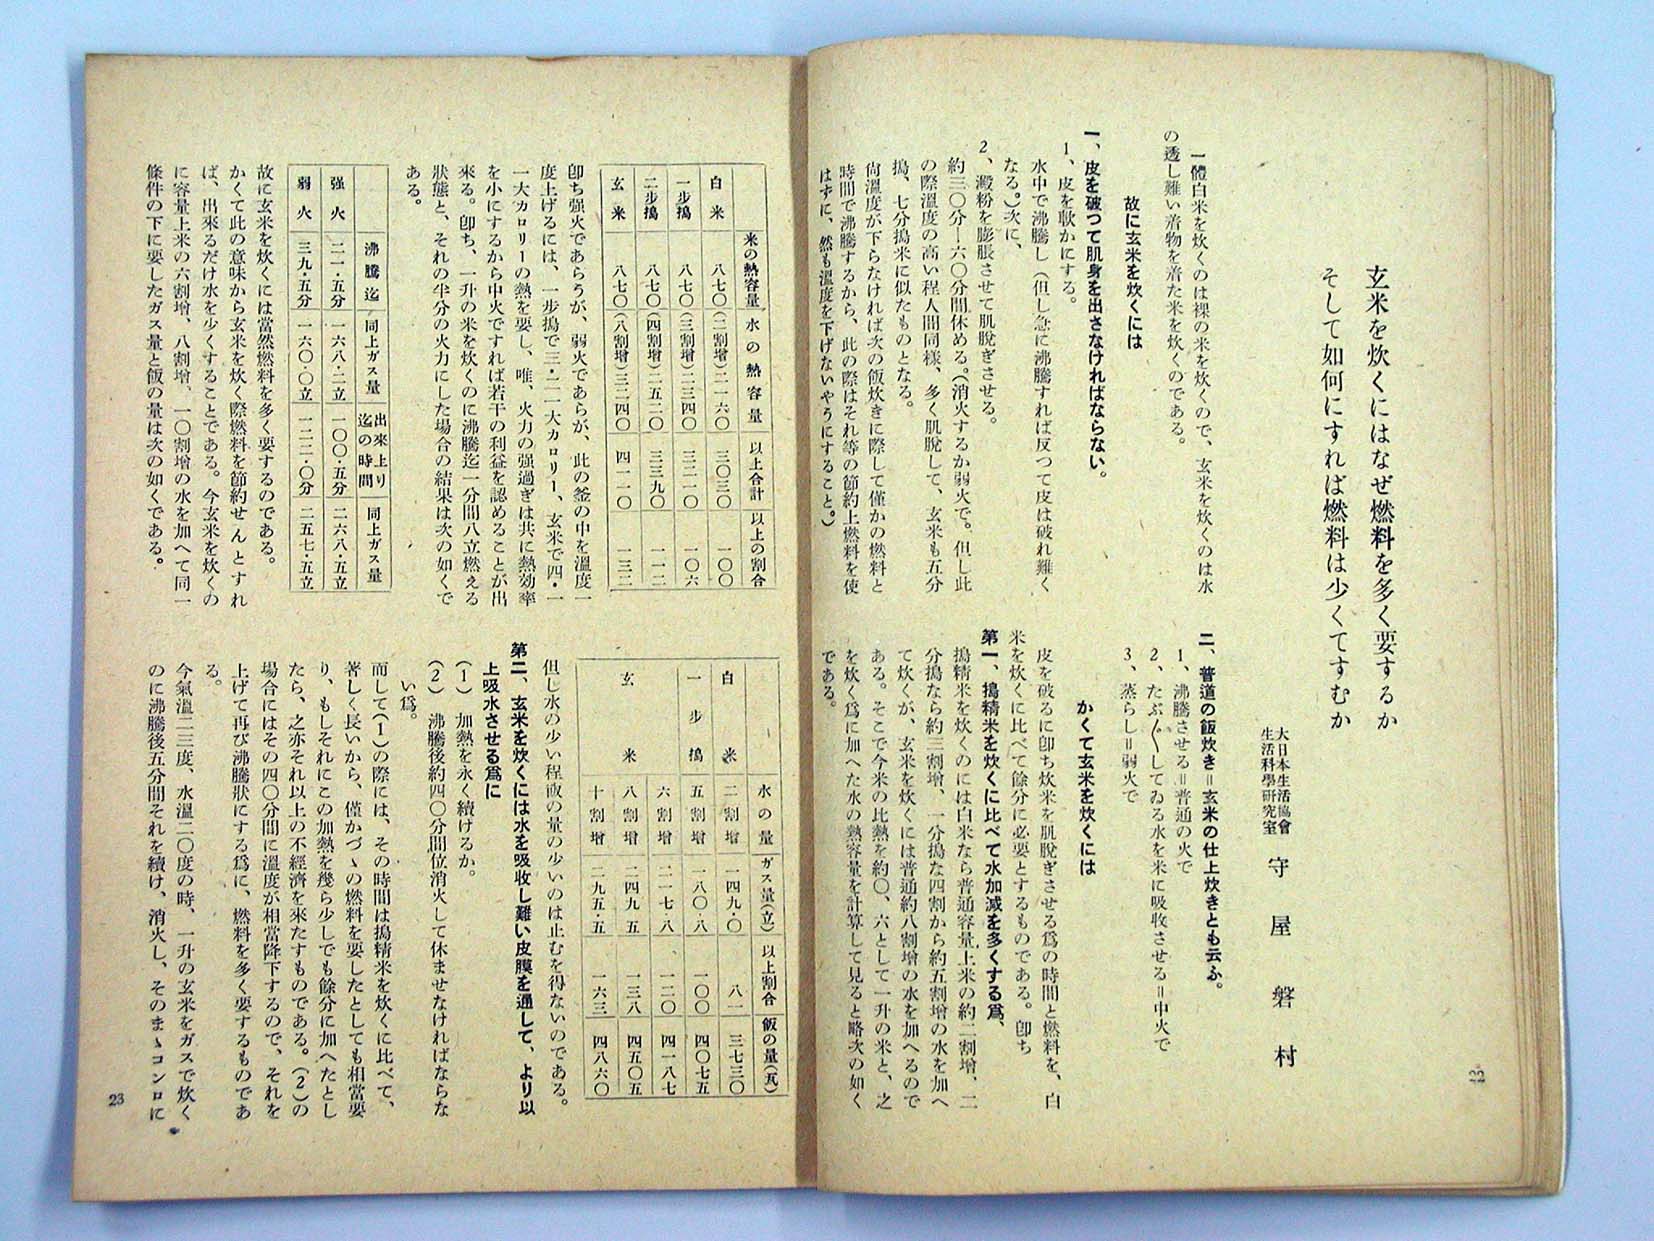 玄米を炊くにはなぜ燃料を多く要するか
そして如何にすれば燃料は少くてすむか
大日本生活協會
生活科學研究室
守屋磐村
一體白米を炊くのは裸の米を炊くので、玄米を炊くのは水
の透し難い着物を着た米を炊くのである。
故に玄米を炊くには
一、皮を破つて肌身を出さなければならない。
1、皮を軟かにする。
水中で沸騰し(但し急に沸騰すれば反つて皮は破れ難く
なる。)次に、
2、澱粉を膨脹させて肌脫ぎさせる。
約三〇分―六〇分間休める。(消火するか弱火で。但し此
の際溫度の高い程人間同樣、多く肌脫して、玄米も五分
搗、七分搗米に似たものとなる。
尙溫度が下らなければ次の飯炊きに際して僅かの燃料と
時間で沸騰するから、此の際はそれ等の節約上燃料を使
はずに、然も溫度を下げないやうにすること。)
二、普道の飯炊き＝玄米の仕上炊きとも云ふ。
1、沸騰させる＝普通の火で
2、たぶ〱してゐる水を米に吸收させる＝中火で
3、蒸らし＝弱火で
かくて玄米を炊くには
皮を破るに卽ち炊米を肌脫ぎさせる爲の時間と燃料を、白
米を炊くに比べて餘分に必要とするものである。卽ち
第一、搗精米を炊くに比べて水加減を多くする爲、
搗精米を炊くのには白米なら普通容量上米の約二割增、二
分搗なら約三割增、一分搗な四割から約五割增の水を加へ
て炊くが、玄米を炊くには普通約八割增の水を加へるので
ある。そこで今米の比熱を約〇、六として一升の米と、之
を炊く爲に加へた水の熱容量を計算して見ると略次の如く
である。
22
米の熱容量 水の熱容量 以上合計 以上の割合
白米 八七〇 (二割增)二一六〇 三〇三〇 一〇〇
一步搗 八七〇 (三割增)二三四〇 三二一〇 一〇六
二步搗 八七〇 (四割增)二五二〇 三三九〇 一一二
玄米 八七〇 (八割增)三二四〇 四一一〇 一三二
卽ち强火であらうが、弱火であらが、此の釜の中を溫度一
度上げるには、一步搗で三・二一大カロリー、玄米で四・一
一大カロリーの熱を要し、唯、火力の强過ぎは共に熱効率
を小にするから中火ですれば若干の利益を認めることが出
來る。卽ち、一升の米を炊くのに沸騰迄一分間八立燃える
狀態と、それの半分の火力にした場合の結果は次の如くで
ある。
沸騰迄 同上ガス量 出來上り迄の時間 同上ガス量
强火 二一・五分 一六八・二立 一〇〇・五分 二六八・五立
弱火 三九・五分 一六〇・〇立 一二二・〇分 二五七・五立
故に玄米を炊くには當然燃料を多く要するのである。
かくて此の意味から玄米を炊く際燃料を節約せんとすれ
ば、出來るだけ水を少くすることである。今玄米を炊くの
に容量上米の六割增、八割增、一〇割增の水を加へて同一
條件の下に要したガス量と飯の量は次の如くである。
水の量 ガス量(立) 以上割合 飯の量(瓦)
白米 二割增 一四九・〇 八一 三七三〇
一步搗 五割增 一八〇・八 一〇〇 四〇七五
玄米 六割增 二一七・八 一二〇 四一八七
八割增 二四九・五 一三八 四五〇五
十割增 二九五・五 一六三 四八六〇
但し水の少い程飯の量の少いのは止むを得ないのである。
第二、玄米を炊くには水を吸收し難い皮膜を通して、より以
上吸水させる爲に
(1) 加熱を永く續けるか。
(2) 沸騰後約四〇分間位消火して休ませなければならな
い爲。
而して(1)の際には、その時間は搗精米を炊くに比べて、
著しく長いから、僅かづゝの燃料を要したとしても相當要
り、もしそれにこの加熱を幾ら少しでも餘分に加へたとし
たら、之亦それ以上の不經濟を來たすものである。(2)の
場合にはその四〇分間に溫度が相當降下するので、それを
上げて再び沸騰狀にする爲に、燃料を多く要するものであ
る。
今氣溫二三度、水溫二〇度の時、一升の玄米をガスで炊く
のに沸騰後五分間それを續け、消火し、そのまゝコンロに
23